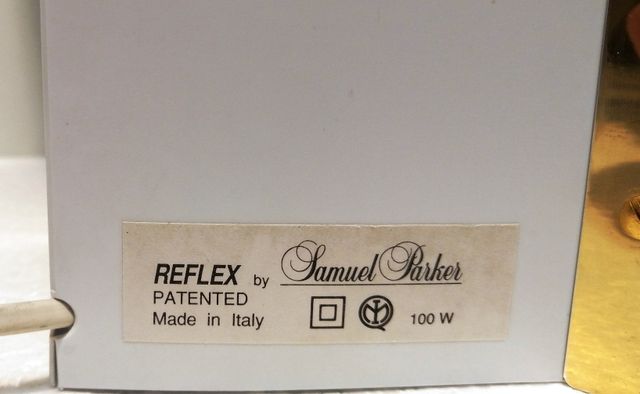 REFLEX by Samuel Parker
PATENTED
Made in Italy 100 W